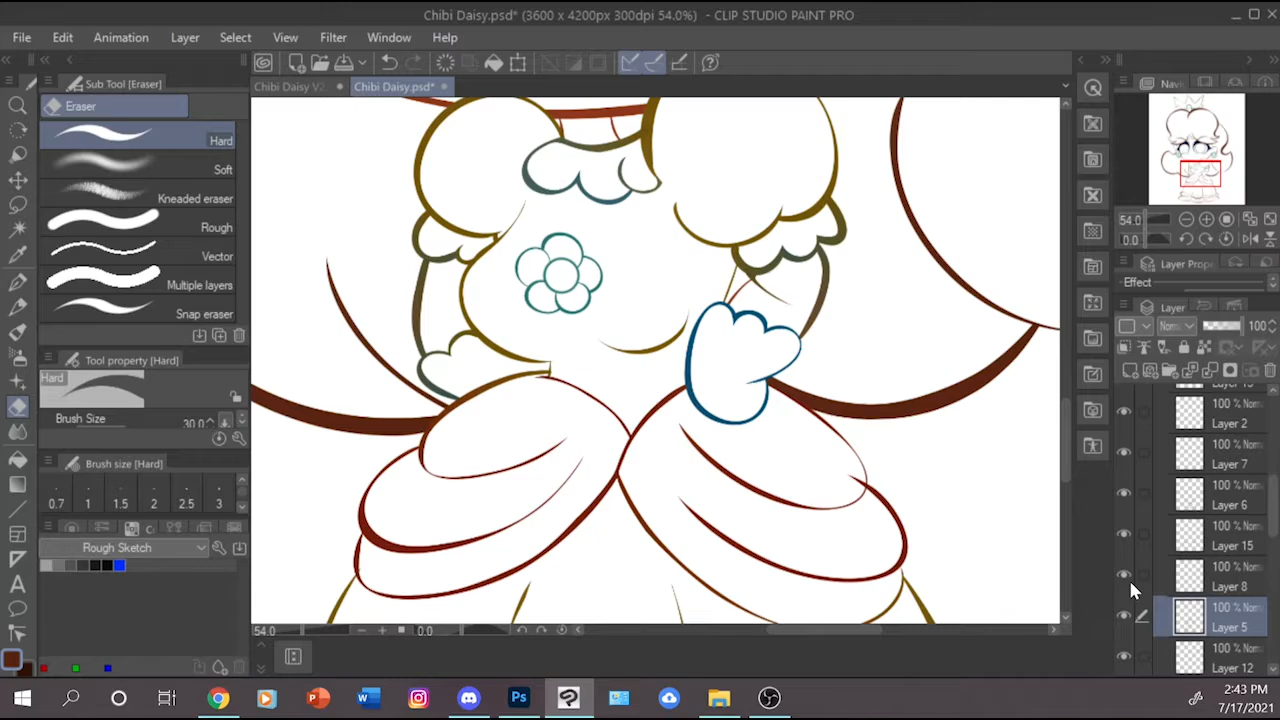 Chibi Daisy.psd* (3600 x 4200px 300dpi 54.0%) - CLIP STUDIO PAINT PRO
File Edit Animation Layer Select View Filter Window Help
Sub Tool [Eraser]
Chibi Daisy V2
Chibi Daisy.psd*
Eraser
Hard
Soft
Kneaded eraser
Rough
Vector
Multiple layers
Snap eraser
Tool property [Hard]
Hard
Brush Size 30.0
Brush size [Hard]
0.7 1 1.5 2 2.5 3
Rough Sketch
54.0 0.0
54.0
0.0
Layer Prope
Effect
Layer
100
100 % Norm
Layer 2
100 % Norm
Layer 7
100 % Norm
Layer 6
100 % Norm
Layer 15
100 % Norm
Layer 8
100 % Norm
Layer 5
100 % Norm
Layer 12
2:43 PM
7/17/2021